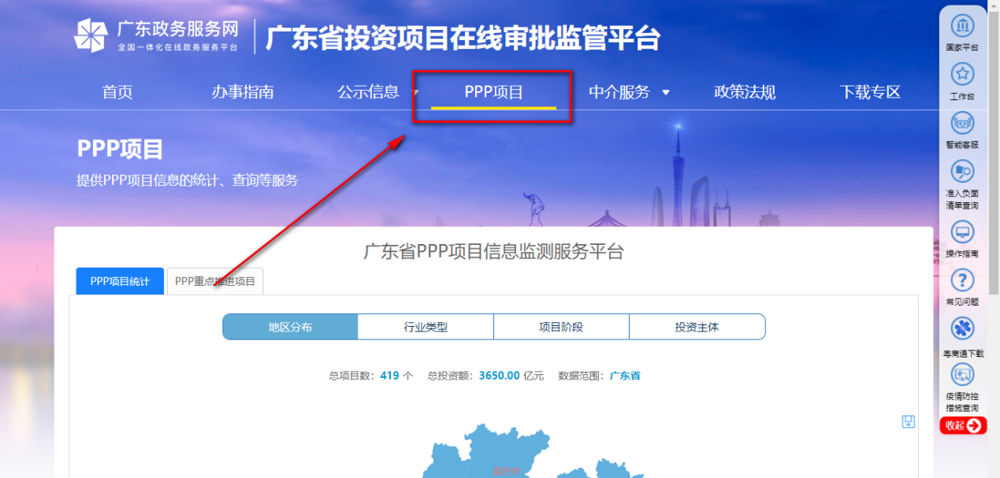 广东政务服务网
全国一体化在线政务服务平台
广东省投资项目在线审批监管平台
首页 办事指南 公示信息 PPP项目 中介服务 政策法规 下载专区
PPP项目
提供PPP项目信息的统计、查询等服务
广东省PPP项目信息监测服务平台
PPP项目统计 PPP重点推进项目
地区分布 行业类型 项目阶段 投资主体
总项目数：419 个 总投资额：3650.00 亿元 数据范围：广东省
韶关市
国家平台
工作台
智能客服
准入负面
清单查询
操作指南
常见问题
粤商通下载
疫情防控
措施查询
收起